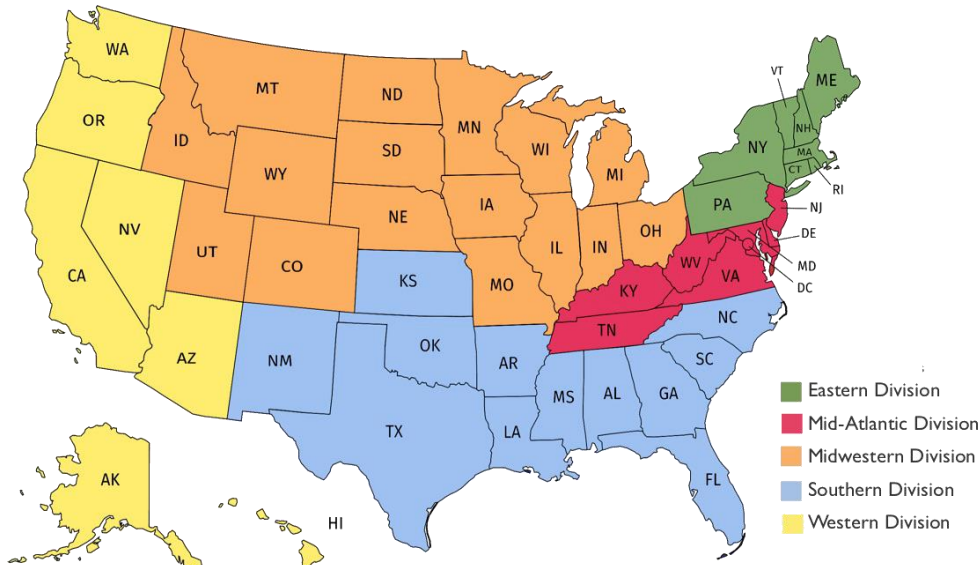 WA
MT
ND
MN
OR
ID
SD
WI
MI
WY
IA
NE
NV
UT
CO
CA
IL
IN
OH
MO
KS
AZ
NM
OK
AR
TX
LA
MS
AL
GA
SC
NC
TN
KY
WV
VA
FL
PA
NY
VT
ME
NH
MA
CT
RI
NJ
DE
MD
DC
AK
HI
Eastern Division
Mid-Atlantic Division
Midwestern Division
Southern Division
Western Division